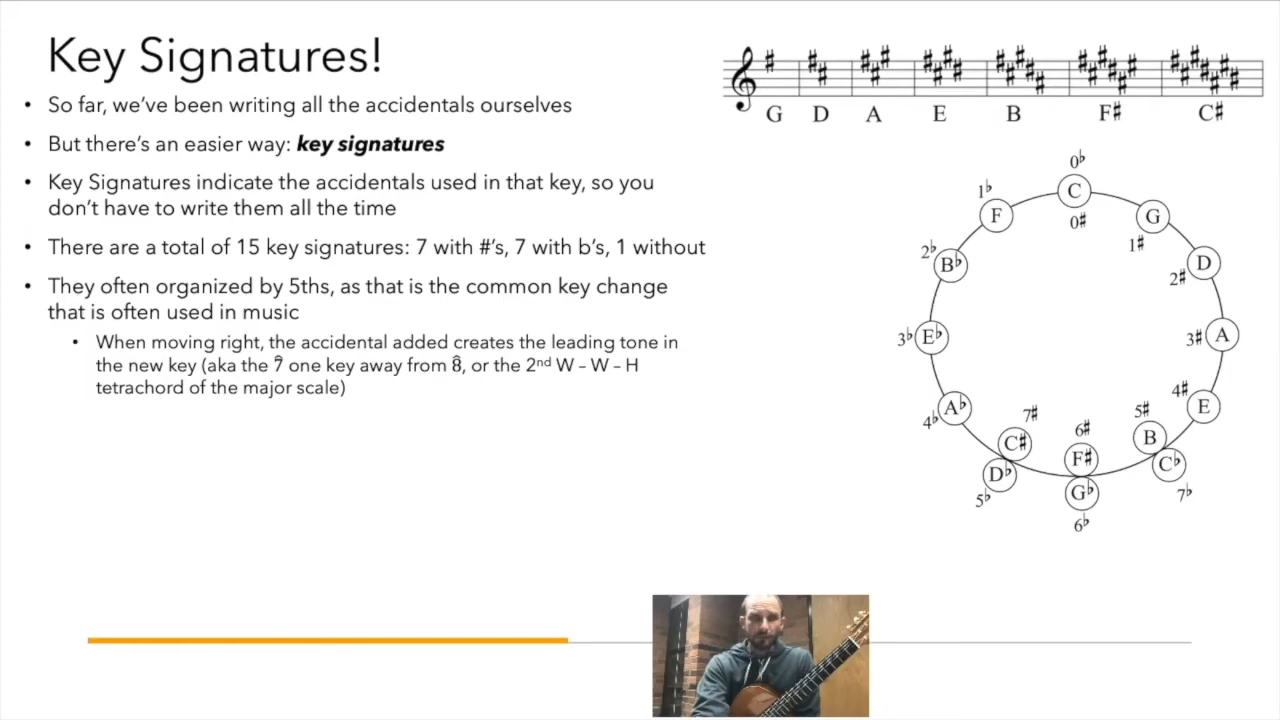 Key Signatures!
• So far, we've been writing all the accidentals ourselves
• But there's an easier way: key signatures
• Key Signatures indicate the accidentals used in that key, so you
don't have to write them all the time
• There are a total of 15 key signatures: 7 with #'s, 7 with b's, 1 without
• They often organized by 5ths, as that is the common key change
that is often used in music
• When moving right, the accidental added creates the leading tone in
the new key (aka the 7̂ one key away from 8̂, or the 2nd W – W – H
tetrachord of the major scale)
G D A E B F♯ C♯
0♭
C
0♯
1♭
F
G
1♯
2♭
B♭
D
2♯
3♭
E♭
A
3♯
4♭
A♭
E
4♯
7♯
C♯
D♭
5♭
6♯
F♯
G♭
6♭
5♯
B
C♭
7♭